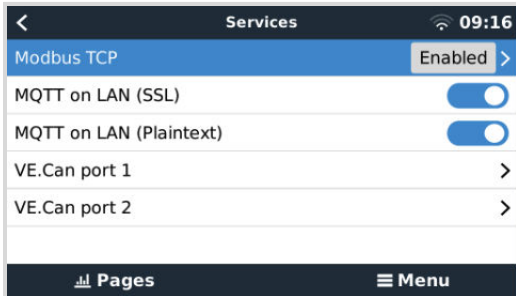 Services 09:16
Modbus TCP Enabled
MQTT on LAN (SSL)
MQTT on LAN (Plaintext)
VE.Can port 1
VE.Can port 2
Pages Menu